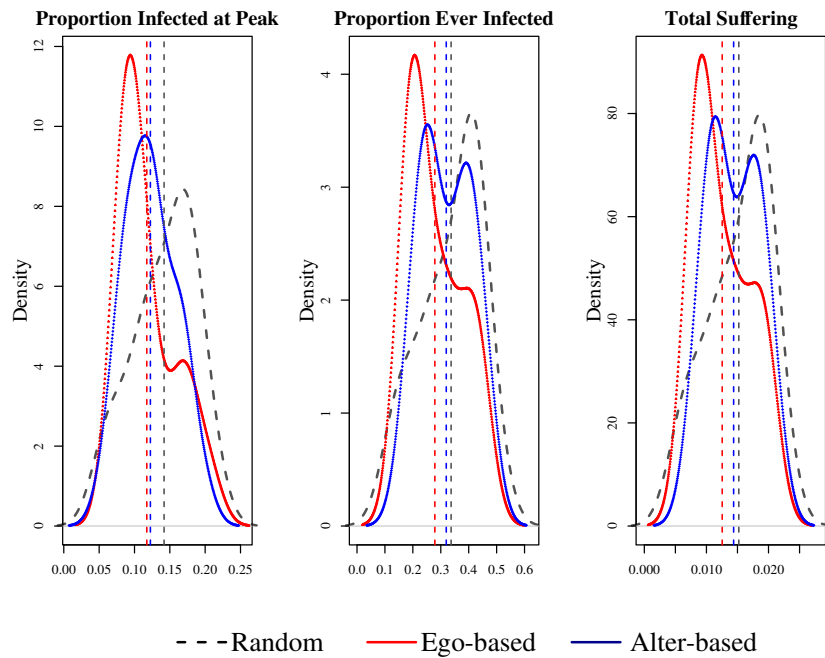 Proportion Infected at Peak
Density
0 2 4 6 8 10 12
0.00 0.05 0.10 0.15 0.20 0.25
Proportion Ever Infected
Density
0 1 2 3 4
0.0 0.1 0.2 0.3 0.4 0.5 0.6
Total Suffering
Density
0 20 40 60 80
0.000 0.010 0.020
Random Ego-based Alter-based